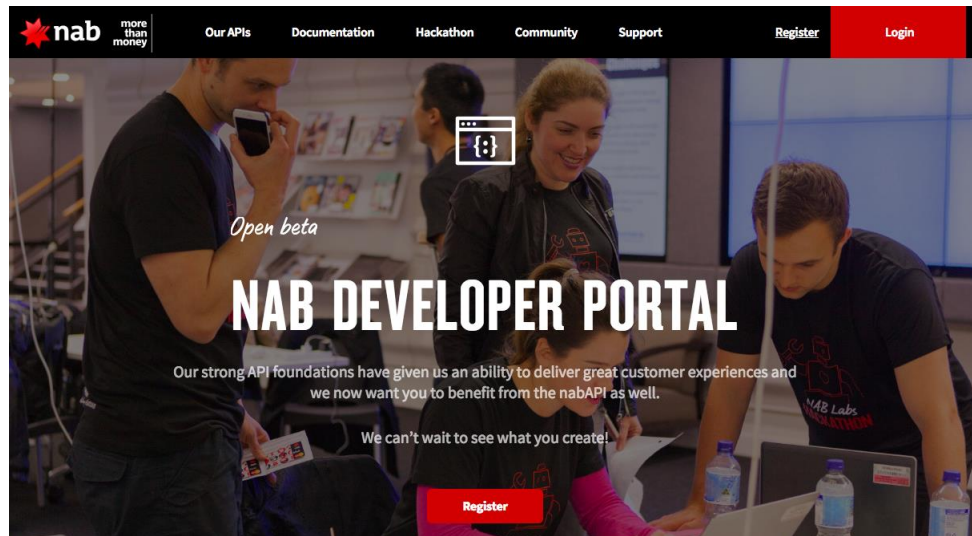 nab
more
than
money
Our APIs
Documentation
Hackathon
Community
Support
Register
Login
{:}
Open beta
NAB DEVELOPER PORTAL
Our strong API foundations have given us an ability to deliver great customer experiences and
we now want you to benefit from the nabAPI as well.
We can't wait to see what you create!
NAB Labs
HACKATHON
Register